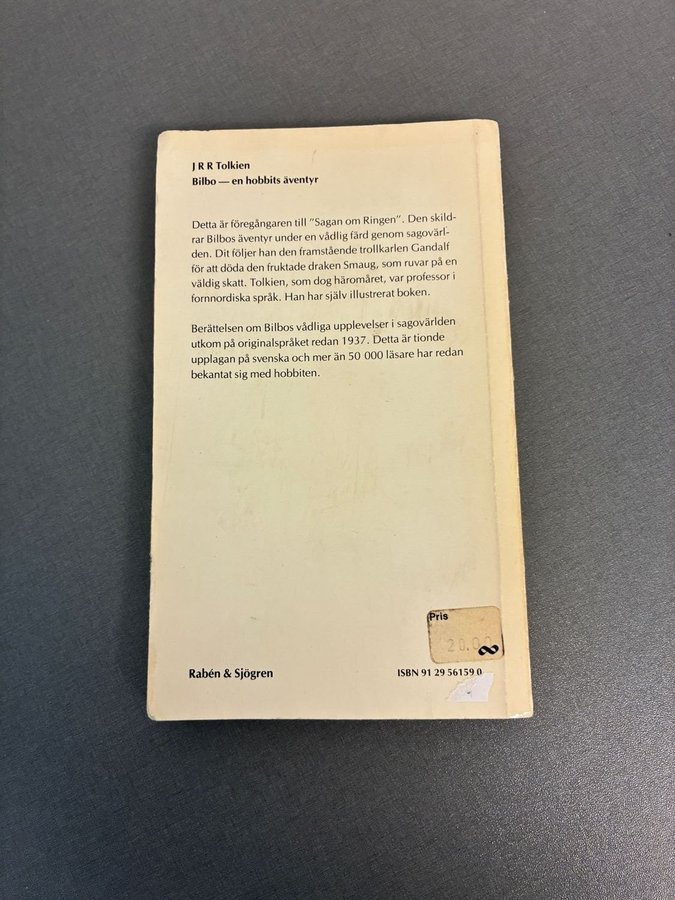 J R R Tolkien
Bilbo — en hobbits äventyr
Detta är föregångaren till ”Sagan om Ringen”. Den skild-
rar Bilbos äventyr under en vådlig färd genom sagovärl-
den. Dit följer han den framstående trollkarlen Gandalf
för att döda den fruktade draken Smaug, som ruvar på en
väldig skatt. Tolkien, som dog häromåret, var professor i
fornnordiska språk. Han har själv illustrerat boken.
Berättelsen om Bilbos vådliga upplevelser i sagovärlden
utkom på originalspråket redan 1937. Detta är tionde
upplagan på svenska och mer än 50 000 läsare har redan
bekantat sig med hobbiten.
Pris
20.00
Rabén & Sjögren
ISBN 91 29 56159 0